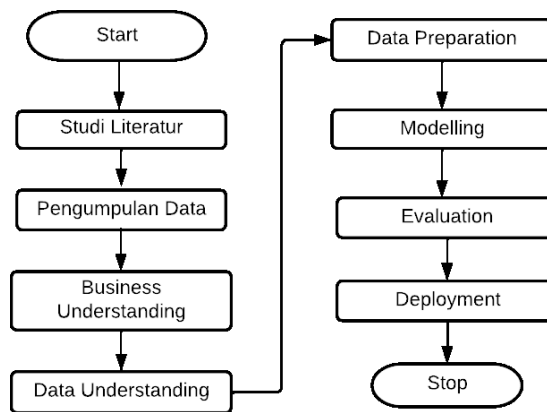 Start
Studi Literatur
Pengumpulan Data
Business
Understanding
Data Understanding
Data Preparation
Modelling
Evaluation
Deployment
Stop